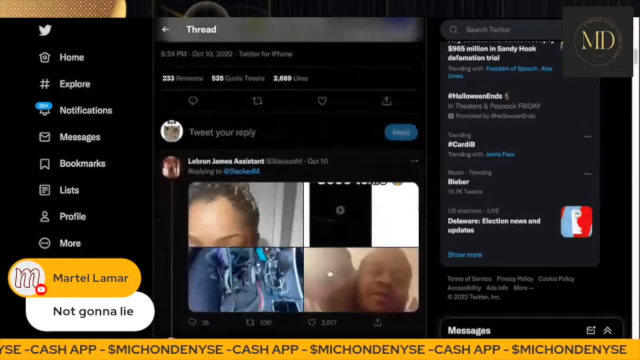 Thread
Search Twitter
MD
6:24 PM · Oct 10, 2022 · Twitter for iPhone
233 Retweets 535 Quote Tweets 2,689 Likes
Tweet your reply
Reply
Lebron James Assistant @SlackedM · Oct 10
Replying to @SlackedM
Home
Explore
20+
Notifications
Messages
Bookmarks
Lists
Profile
More
$965 million in Sandy Hook
defamation trial
Trending with Freedom of Speech, Alex
Jones
#HalloweenEnds
In Theaters & Peacock FRIDAY
Promoted by #HalloweenEnds
Trending
#CardiB
Trending with Jamie Foxx
Music · Trending
Bieber
15.7K Tweets
US elections · LIVE
Delaware: Election news and
updates
Show more
Terms of Service Privacy Policy Cookie Policy
Accessibility Ads info More
© 2022 Twitter, Inc.
Messages
35
530
Martel Lamar
Not gonna lie
YSE -CASH APP - $MICHONDENYSE -CASH APP - $MICHONDENYSE -CASH APP - $MICHONDENYSE